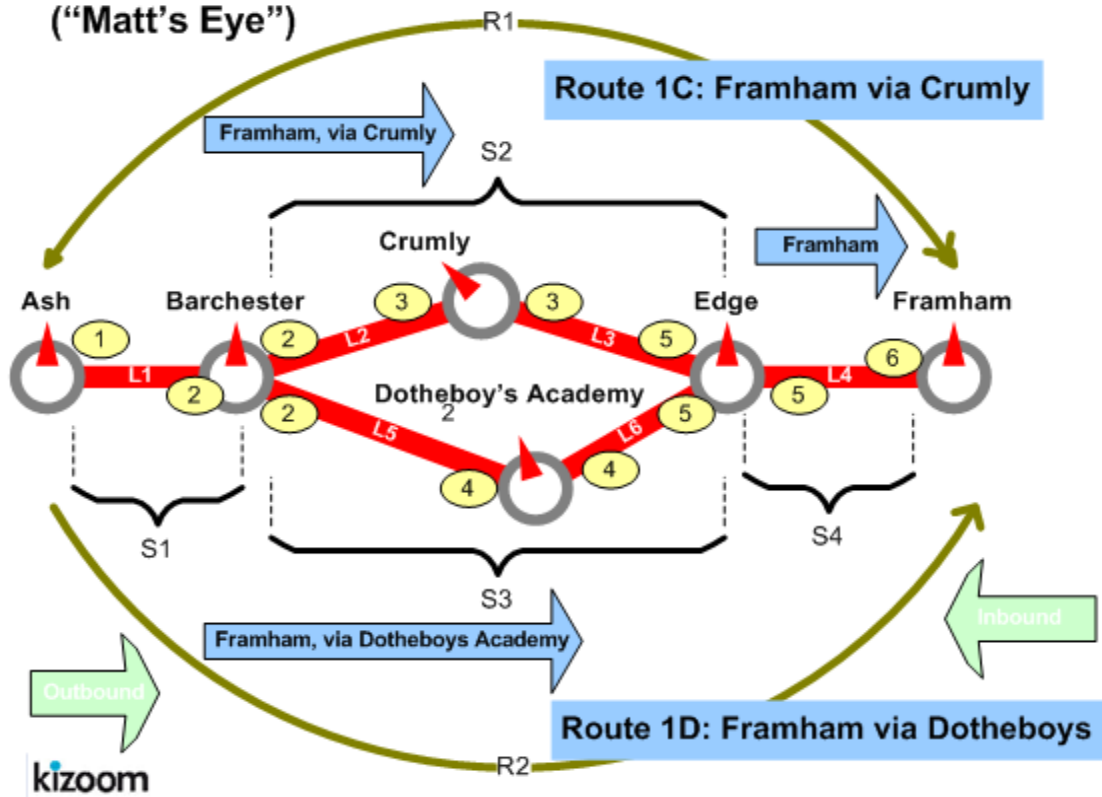 (“Matt’s Eye”)
R1
Route 1C: Framham via Crumly
Framham, via Crumly
S2
Crumly
Framham
Ash
Barchester
Edge
Framham
1
2
3
3
5
6
L1
L2
L3
L4
2
2
Dotheboy’s Academy
2
5
5
L5
L6
4
4
S1
S4
S3
Framham, via Dotheboys Academy
Inbound
Outbound
Route 1D: Framham via Dotheboys
R2
kizoom